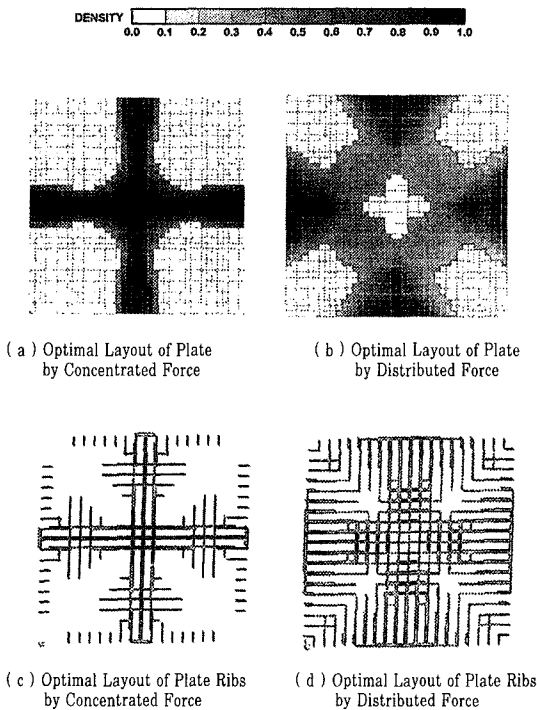 DENSITY
0.0 0.1 0.2 0.3 0.4 0.5 0.6 0.7 0.8 0.9 1.0
( a ) Optimal Layout of Plate
by Concentrated Force
( b ) Optimal Layout of Plate
by Distributed Force
( c ) Optimal Layout of Plate Ribs
by Concentrated Force
( d ) Optimal Layout of Plate Ribs
by Distributed Force